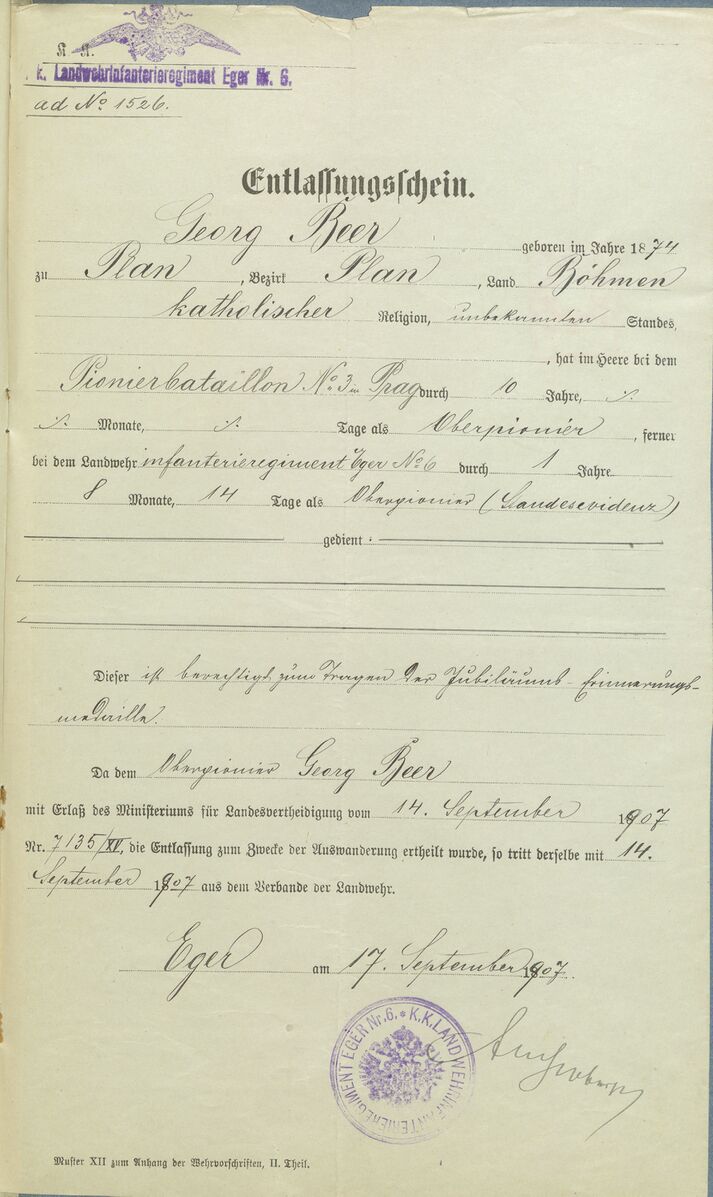 K. K.
k. Landwehrinfanterieregiment Eger Nr. 6.
ad No 1526.
Entlassungsschein.
Georg Beer geboren im Jahre 1874
zu Plan, Bezirk Plan, Land Böhmen
katholischer Religion, unbekannten Standes,
, hat im Heere bei dem
Pionierbataillon No 3 in Prag durch 10 Jahre, ./.
./. Monate, ./. Tage als Oberpionier, ferner
bei dem Landwehrinfanterieregiment Eger No 6 durch 1 Jahre
8 Monate, 14 Tage als Oberpionier (Standesevidenz)
gedient:
Dieser ist berechtigt zum Tragen der Jubiläums-Erinnerungs-
medaille.
Da dem Oberpionier Georg Beer
mit Erlaß des Ministeriums für Landesvertheidigung vom 14. September 1907
Nr. 7135/XV, die Entlassung zum Zwecke der Auswanderung ertheilt wurde, so tritt derselbe mit 14.
September 1907 aus dem Verbande der Landwehr.
Eger am 17. September 1907.
K.K. LANDWEHRINFANTERIEREGIMENT EGER Nr. 6.
Muster XII zum Anhang der Wehrvorschriften, II. Theil.